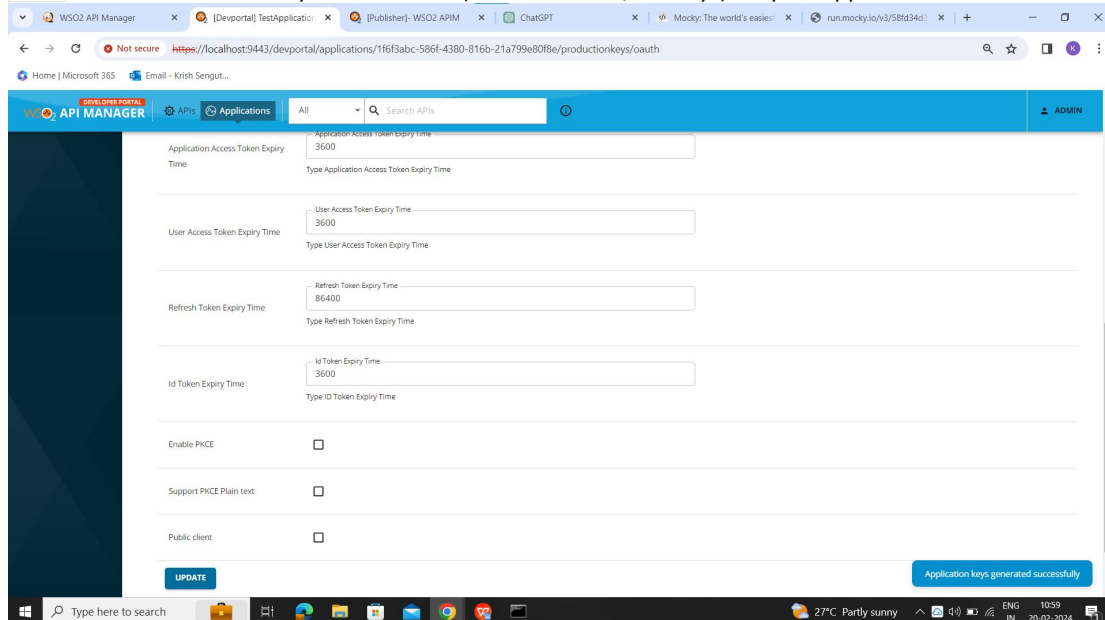 WSO2 API Manager
[Devportal] TestApplication
[Publisher]- WSO2 APIM
ChatGPT
Mocky: The world's easiest
run.mocky.io/v3/58fd34d3
Not secure https://localhost:9443/devportal/applications/1f6f3abc-586f-4380-816b-21a799e80f8e/productionkeys/oauth
K
Home | Microsoft 365
Email - Krish Sengut...
DEVELOPER PORTAL
WSO2 API MANAGER
APIs
Applications
All
Search APIs
ADMIN
Application Access Token Expiry Time
Application Access Token Expiry
Time
3600
Type Application Access Token Expiry Time
User Access Token Expiry Time
User Access Token Expiry Time
3600
Type User Access Token Expiry Time
Refresh Token Expiry Time
Refresh Token Expiry Time
86400
Type Refresh Token Expiry Time
Id Token Expiry Time
Id Token Expiry Time
3600
Type ID Token Expiry Time
Enable PKCE
Support PKCE Plain text
Public client
UPDATE
Application keys generated successfully
Type here to search
27°C Partly sunny
ENG
IN
10:59
20-02-2024